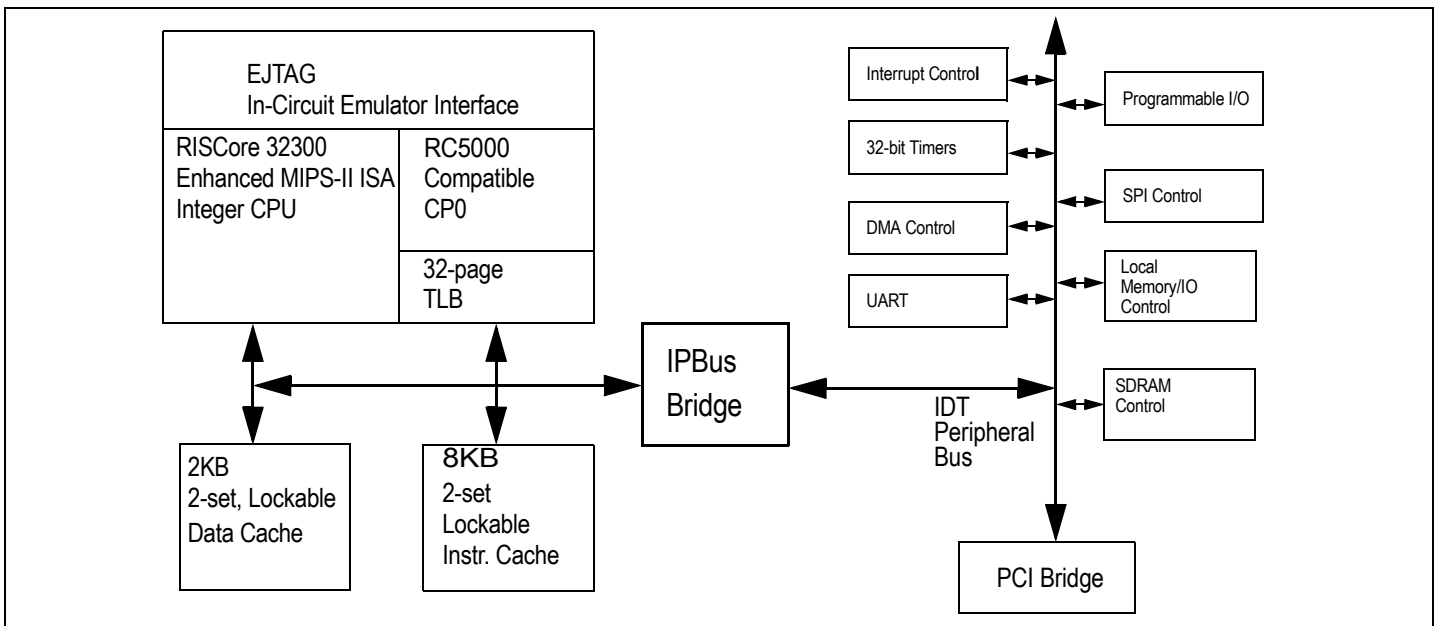 EJTAG
In-Circuit Emulator Interface
RISCore 32300
Enhanced MIPS-II ISA
Integer CPU
RC5000
Compatible
CP0
32-page
TLB
2KB
2-set, Lockable
Data Cache
8KB
2-set
Lockable
Instr. Cache
IPBus
Bridge
IDT
Peripheral
Bus
Interrupt Control
32-bit Timers
DMA Control
UART
Programmable I/O
SPI Control
Local
Memory/IO
Control
SDRAM
Control
PCI Bridge